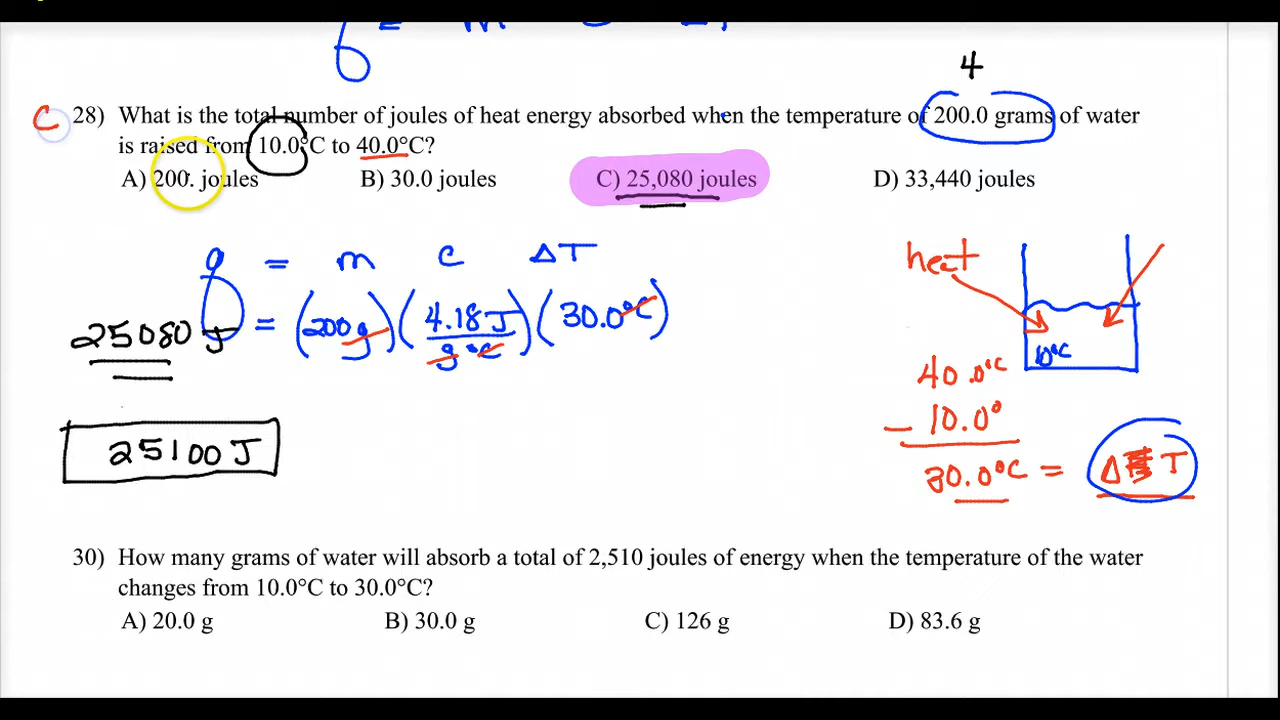 q = m c ΔT
4
C 28) What is the total number of joules of heat energy absorbed when the temperature of 200.0 grams of water
is raised from 10.0°C to 40.0°C?
A) 200. joules B) 30.0 joules C) 25,080 joules D) 33,440 joules
q = m c ΔT
25080 J = (200 g) (4.18 J / g °C) (30.0 °C)
25100 J
heat
10°C
40.0°C
- 10.0°
30.0°C = ΔT
30) How many grams of water will absorb a total of 2,510 joules of energy when the temperature of the water
changes from 10.0°C to 30.0°C?
A) 20.0 g B) 30.0 g C) 126 g D) 83.6 g